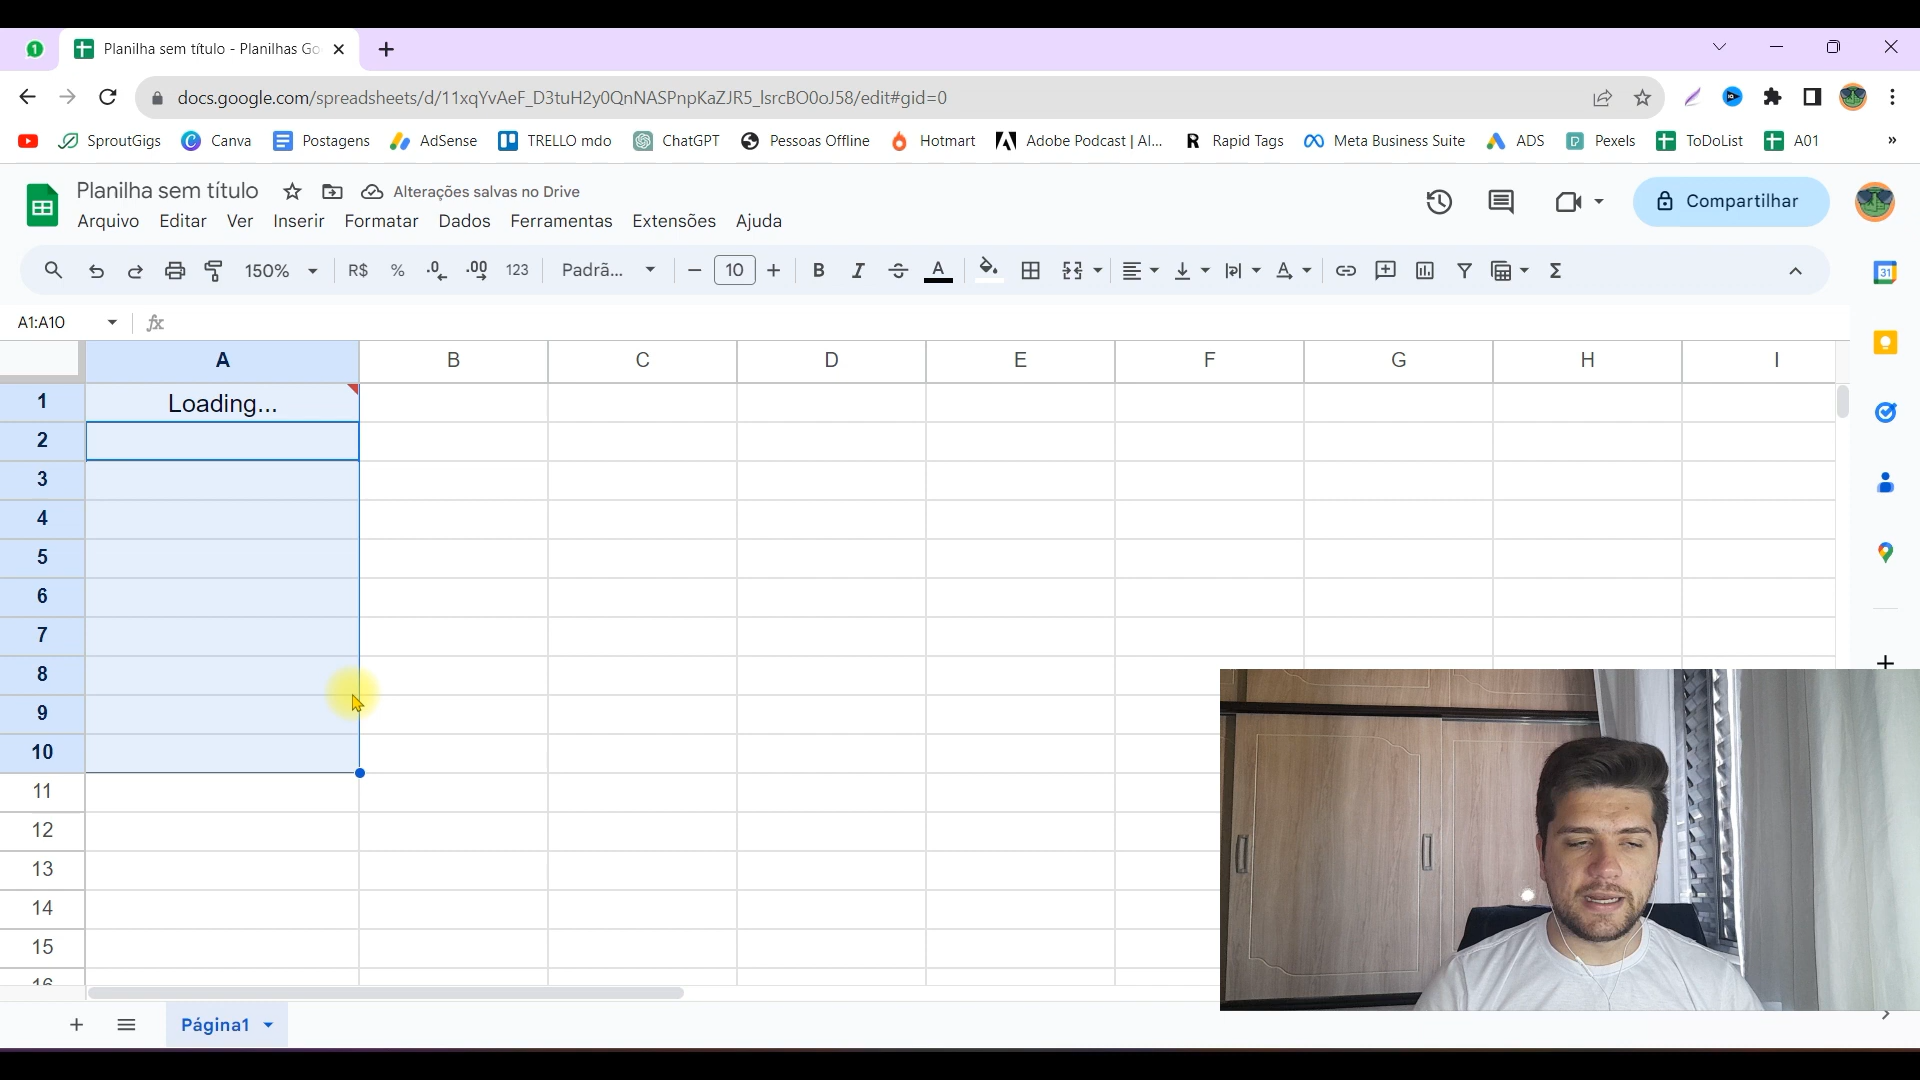 1
Planilha sem título - Planilhas Go
docs.google.com/spreadsheets/d/11xqYvAeF_D3tuH2y0QnNASPnpKaZJR5_lsrcBO0oJ58/edit#gid=0
SproutGigs Canva Postagens AdSense TRELLO mdo ChatGPT Pessoas Offline Hotmart Adobe Podcast | AI... Rapid Tags Meta Business Suite ADS Pexels ToDoList A01 »
Planilha sem título Alterações salvas no Drive
Arquivo Editar Ver Inserir Formatar Dados Ferramentas Extensões Ajuda
Compartilhar
150% R$ % .0 .00 123 Padrã... 10 B I A Σ
31
A1:A10 fx
A B C D E F G H I
1 Loading...
2
3
4
5
6
7
8
9
10
11
12
13
14
15
16
Página1